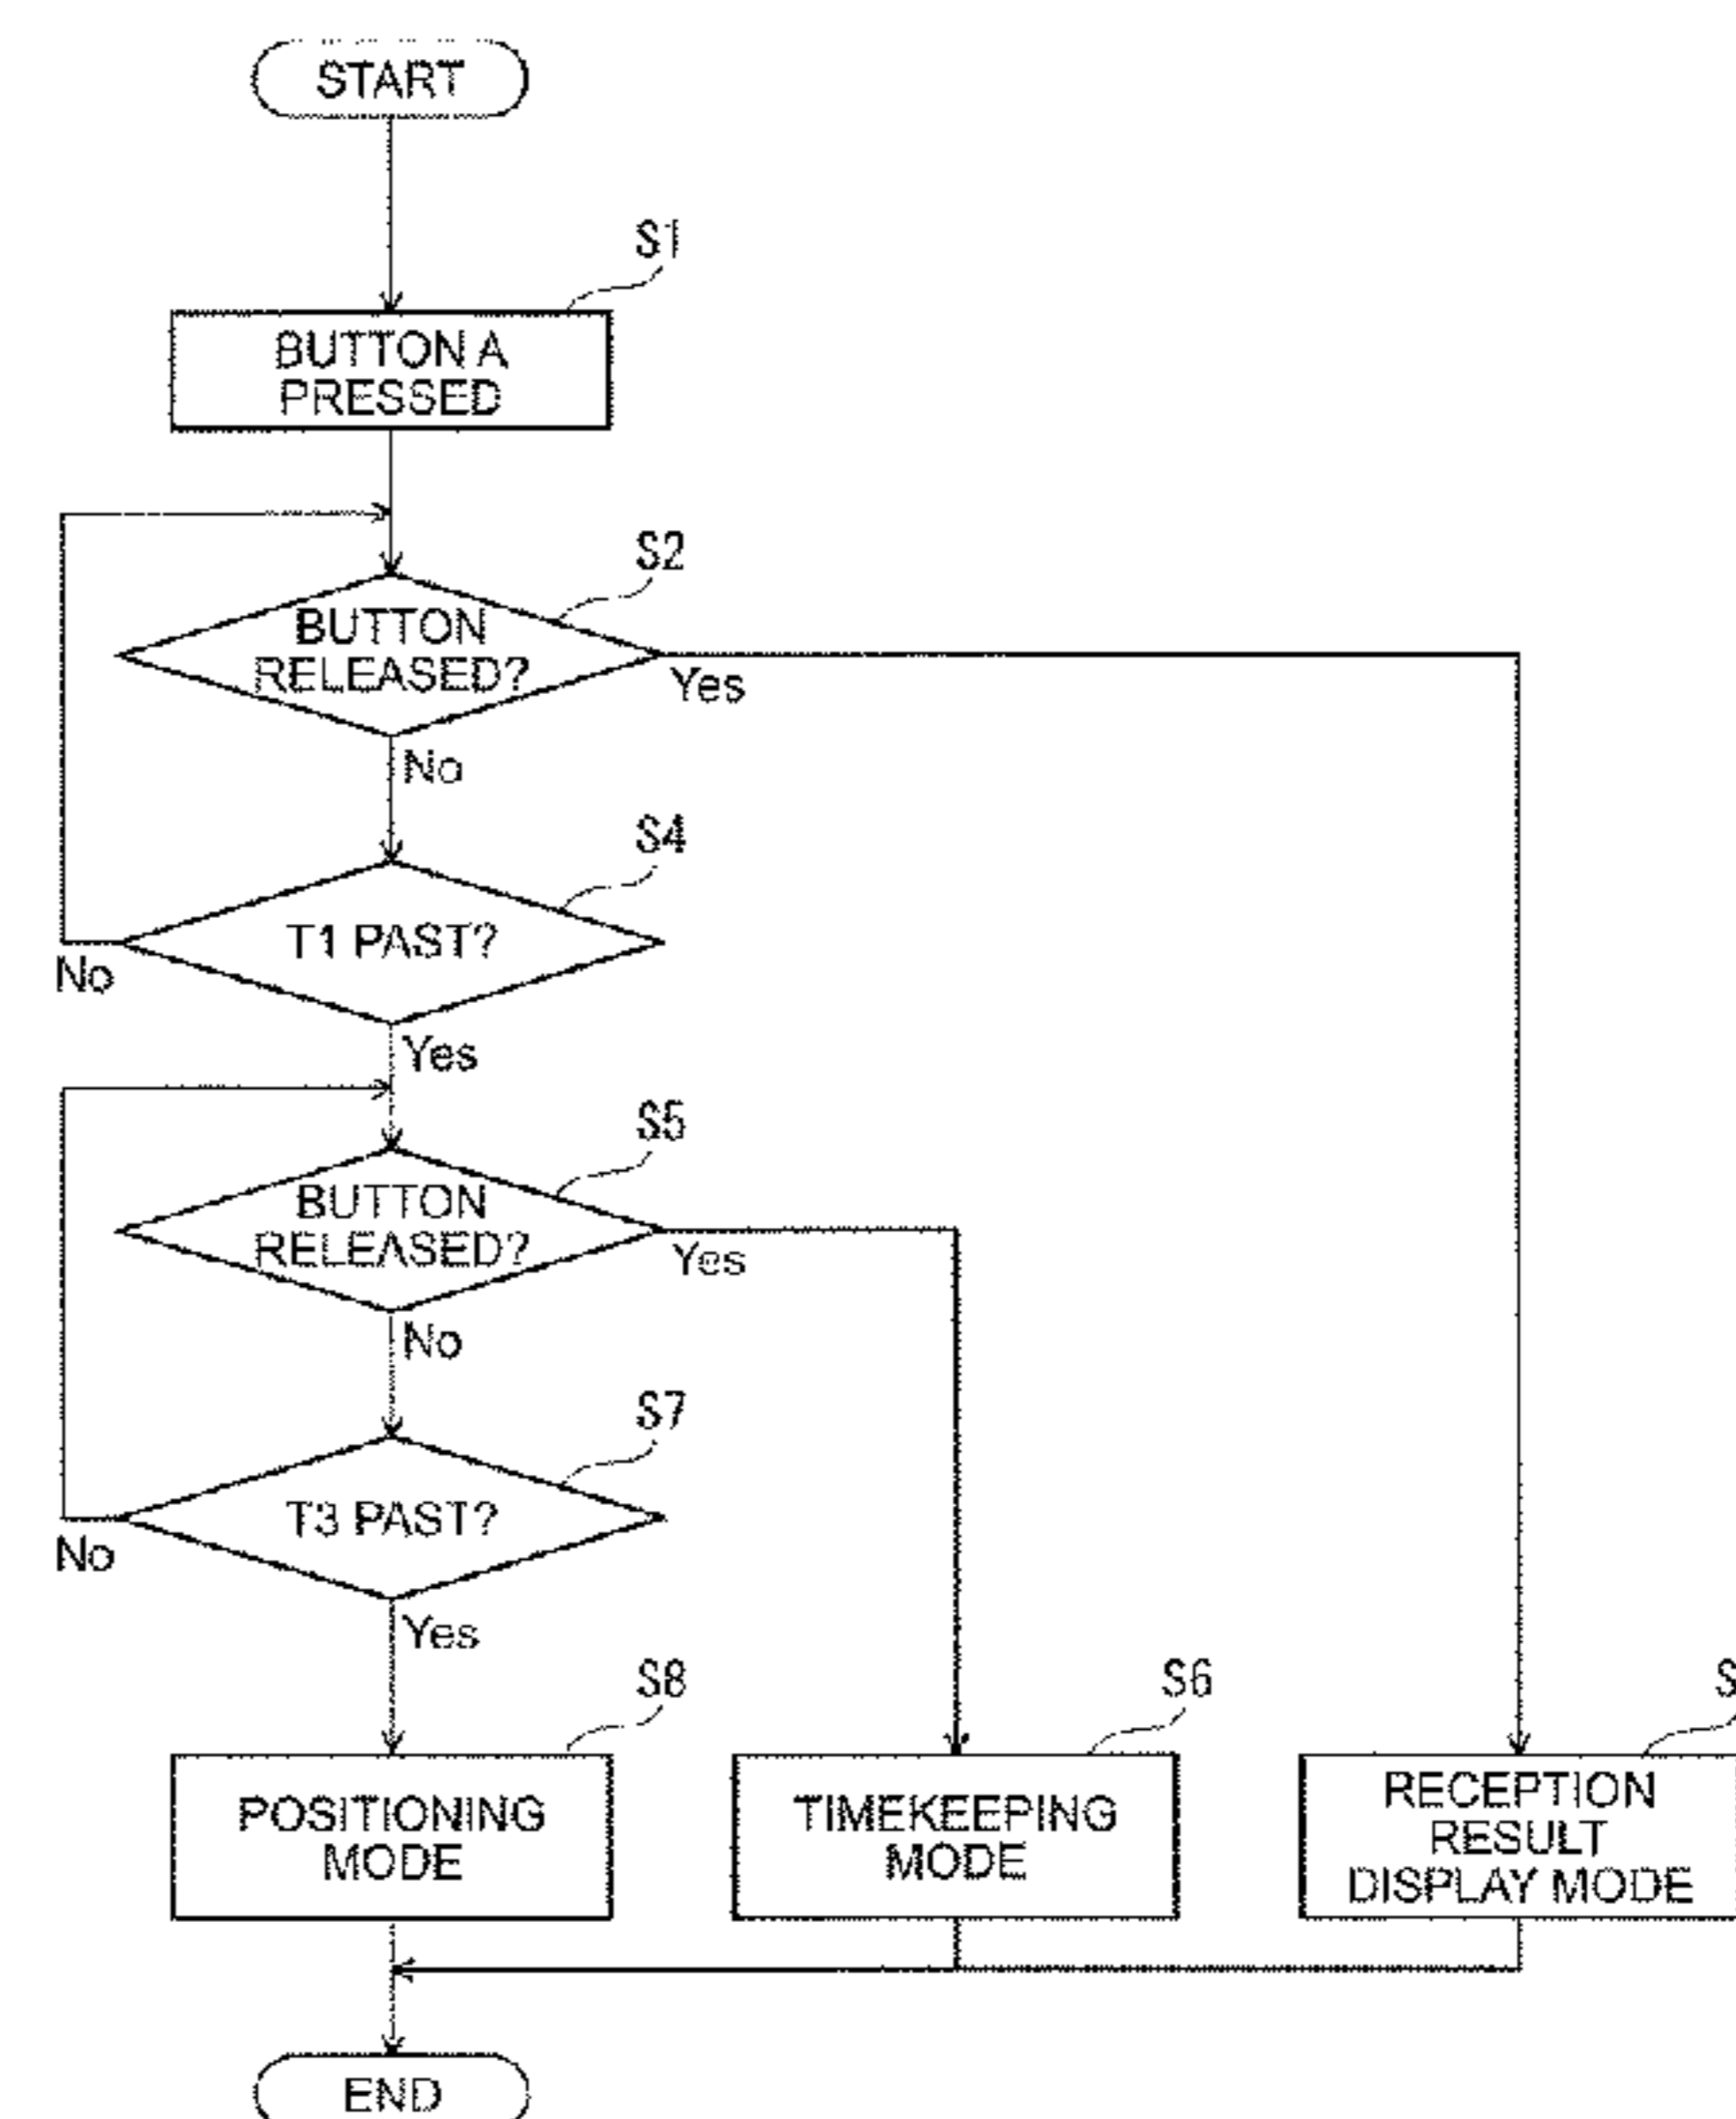 START
S1
BUTTON A
PRESSED
S2
BUTTON
RELEASED?
Yes
No
S4
T1 PAST?
No
Yes
S5
BUTTON
RELEASED?
Yes
No
S7
T3 PAST?
No
Yes
S8
S6
S
POSITIONING
MODE
TIMEKEEPING
MODE
RECEPTION
RESULT
DISPLAY MODE
END